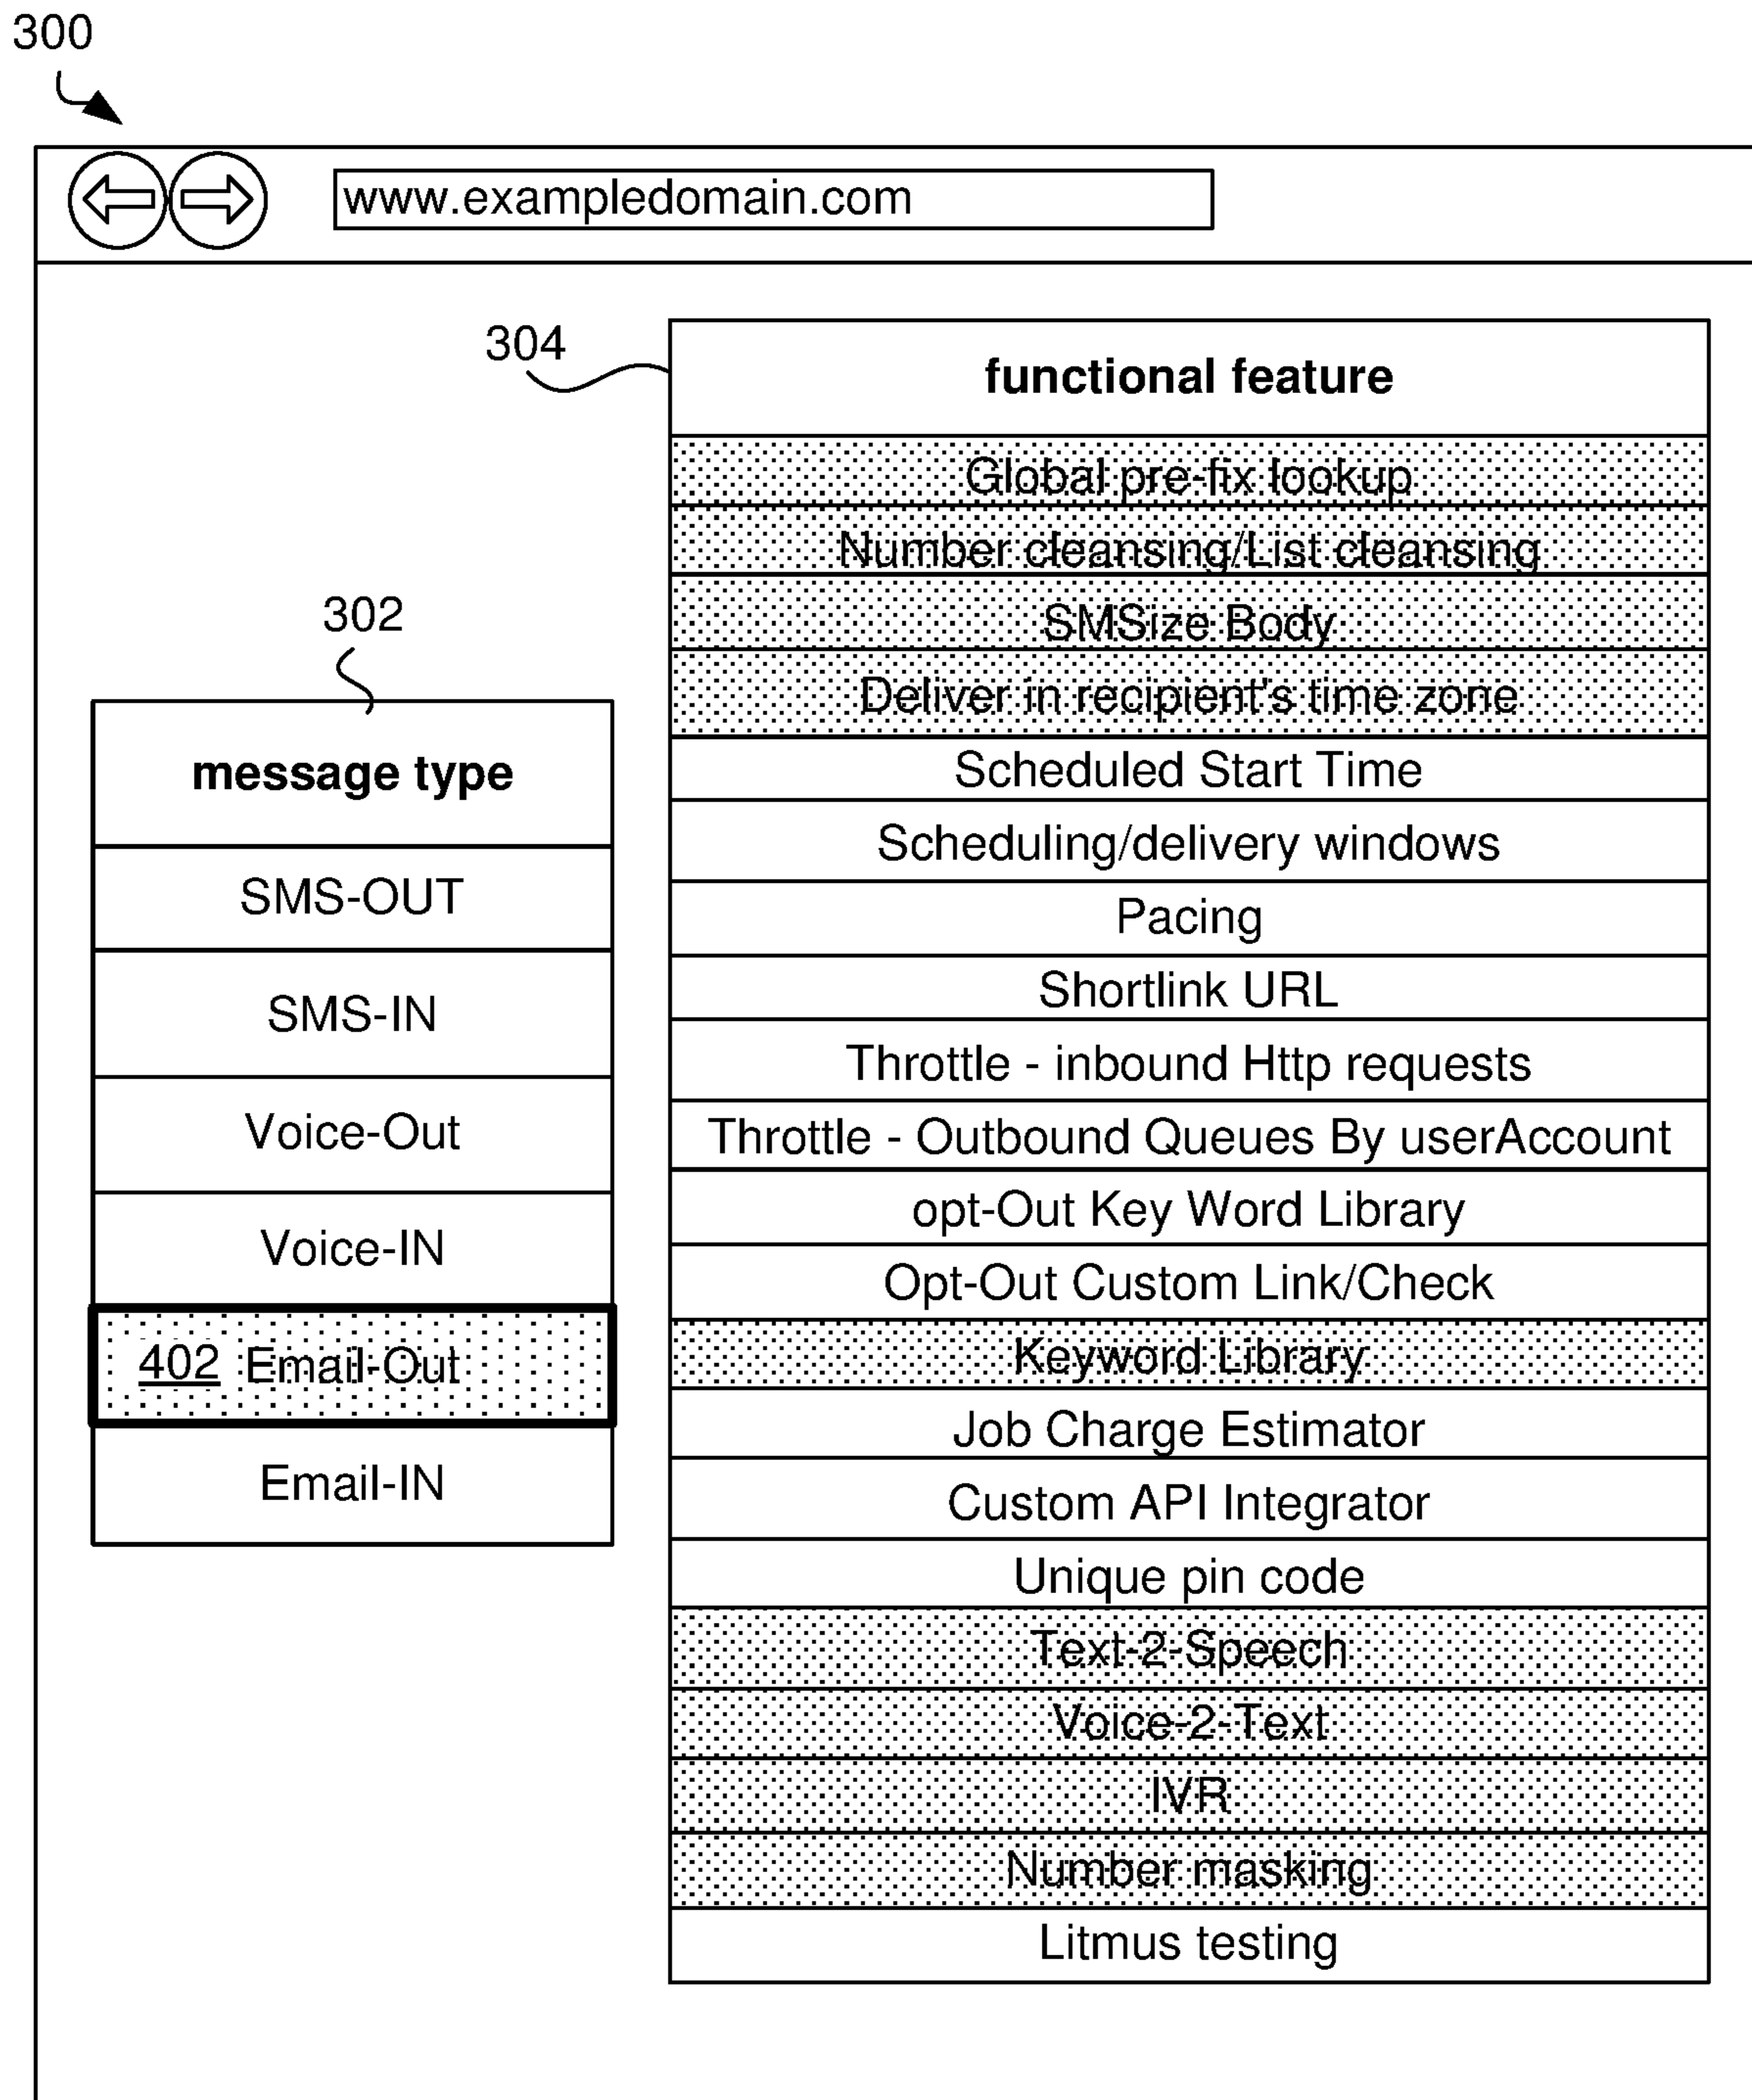 300
www.exampledomain.com
304
functional feature
Global pre-fix lookup
Number cleansing/List cleansing
SMSize Body
Deliver in recipient's time zone
Scheduled Start Time
Scheduling/delivery windows
Pacing
Shortlink URL
Throttle - inbound Http requests
Throttle - Outbound Queues By userAccount
opt-Out Key Word Library
Opt-Out Custom Link/Check
Keyword Library
Job Charge Estimator
Custom API Integrator
Unique pin code
Text-2-Speech
Voice-2-Text
IVR
Number masking
Litmus testing
302
message type
SMS-OUT
SMS-IN
Voice-Out
Voice-IN
402 Email-Out
Email-IN